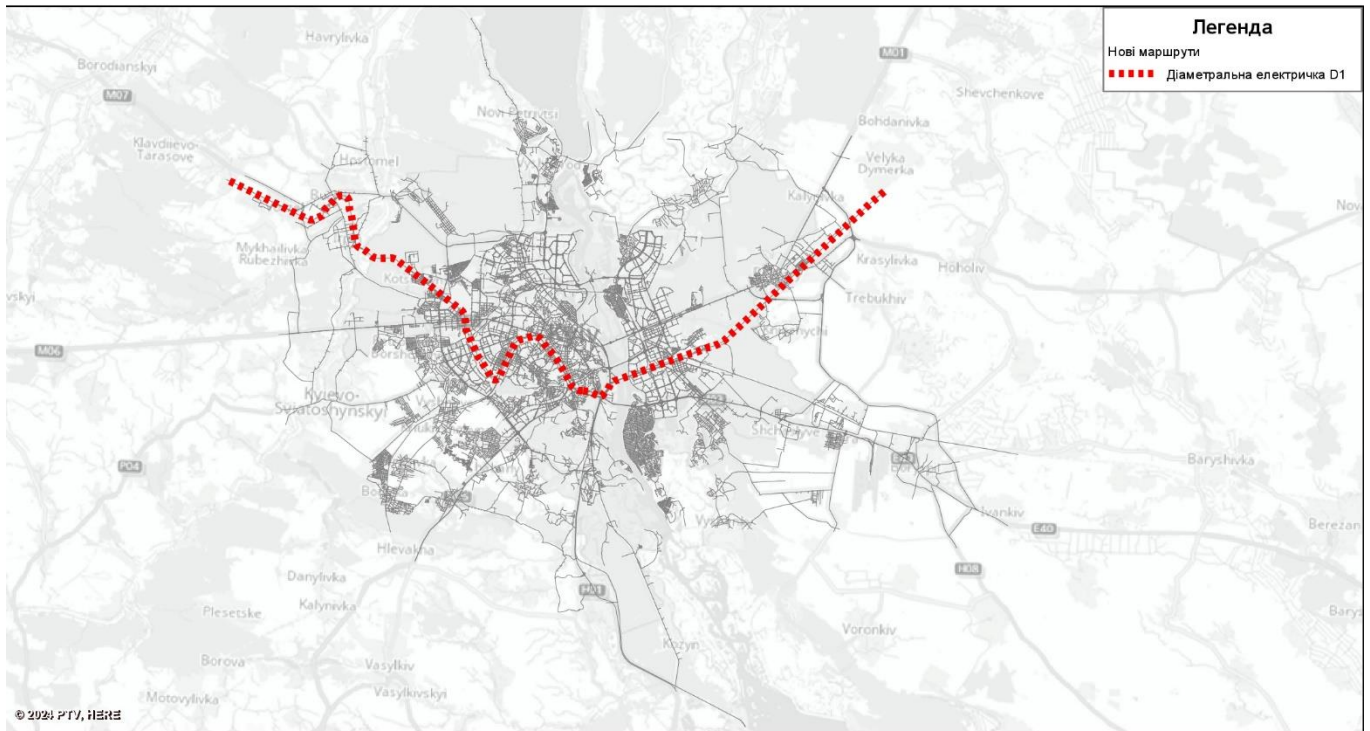 Легенда
Нові маршрути
Діаметральна електричка D1
Havrylivka
Borodianskyi
M07
M01
Shevchenkove
Novi Petrivtsi
Bohdanivka
Klavdiievo-
Tarasove
Hostomel
Velyka
Dymerka
Kalynivka
Mykhailivka
Rubezhivka
Krasylivka
Hoholiv
Trebukhiv
M06
Kyievo-
Sviatoshynskyi
P04
Baryshivka
Ivankiv
E40
Berezan
Hlevakha
H08
Danylivka
Plesetske
Kalynivka
H01
Voronkiv
Kozyn
Borova
Vasylkiv
Motovylivka
Vasylkivskyi
© 2024 PTV, HERE